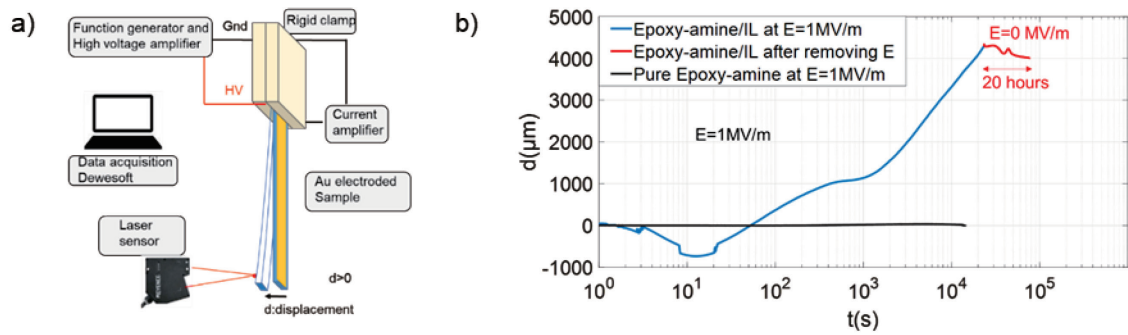 a)
Function generator and
High voltage amplifier
Gnd
Rigid clamp
HV
Current
amplifier
Data acquisition
Dewesoft
Au electroded
Sample
Laser
sensor
KEYENCE
d>0
d:displacement
b)
Epoxy-amine/IL at E=1MV/m
Epoxy-amine/IL after removing E
Pure Epoxy-amine at E=1MV/m
E=0 MV/m
20 hours
E=1MV/m
d(µm)
5000
4000
3000
2000
1000
0
-1000
10⁰
10¹
10²
10³
10⁴
10⁵
10⁶
t(s)